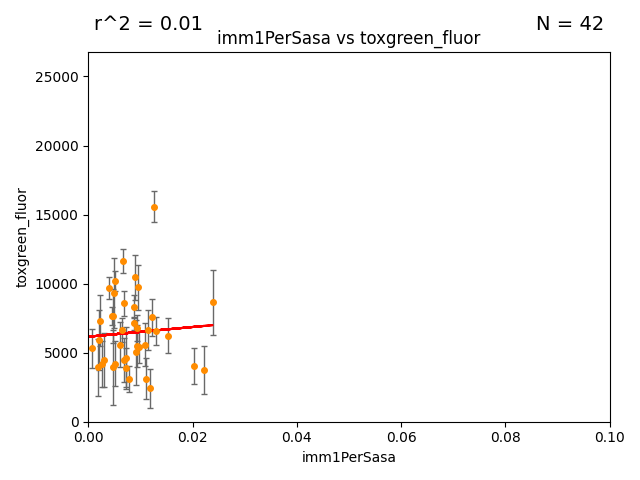 r^2 = 0.01
N = 42
imm1PerSasa vs toxgreen_fluor
25000
20000
15000
10000
5000
0
toxgreen_fluor
0.00
0.02
0.04
0.06
0.08
0.10
imm1PerSasa